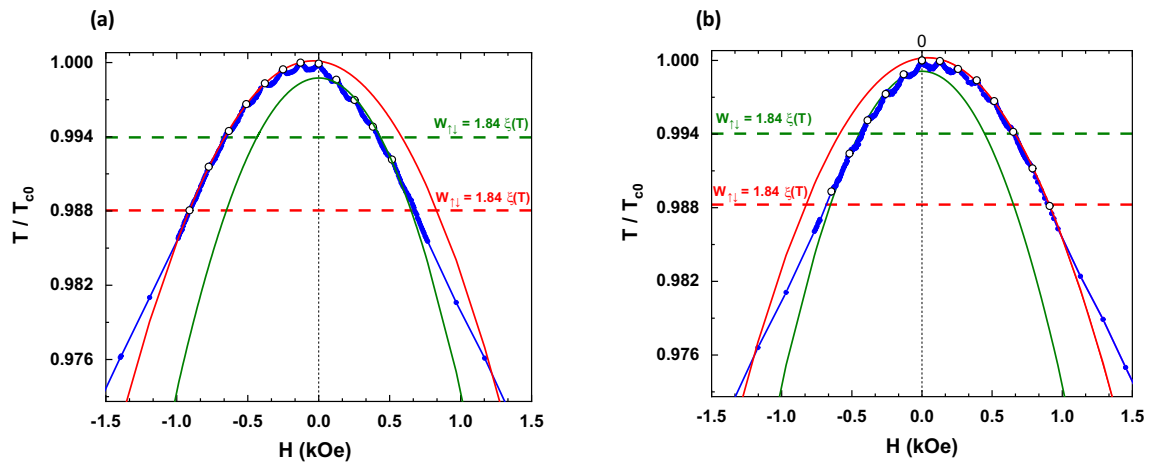 (a)
1.000
0.994
0.988
0.982
0.976
T / Tc0
W↑↓ = 1.84 ξ(T)
W↑↓ = 1.84 ξ(T)
-1.5 -1.0 -0.5 0.0 0.5 1.0 1.5
H (kOe)
(b)
0
1.000
0.994
0.988
0.982
0.976
T / Tc0
W↑↓ = 1.84 ξ(T)
W↑↓ = 1.84 ξ(T)
-1.5 -1.0 -0.5 0.0 0.5 1.0 1.5
H (kOe)